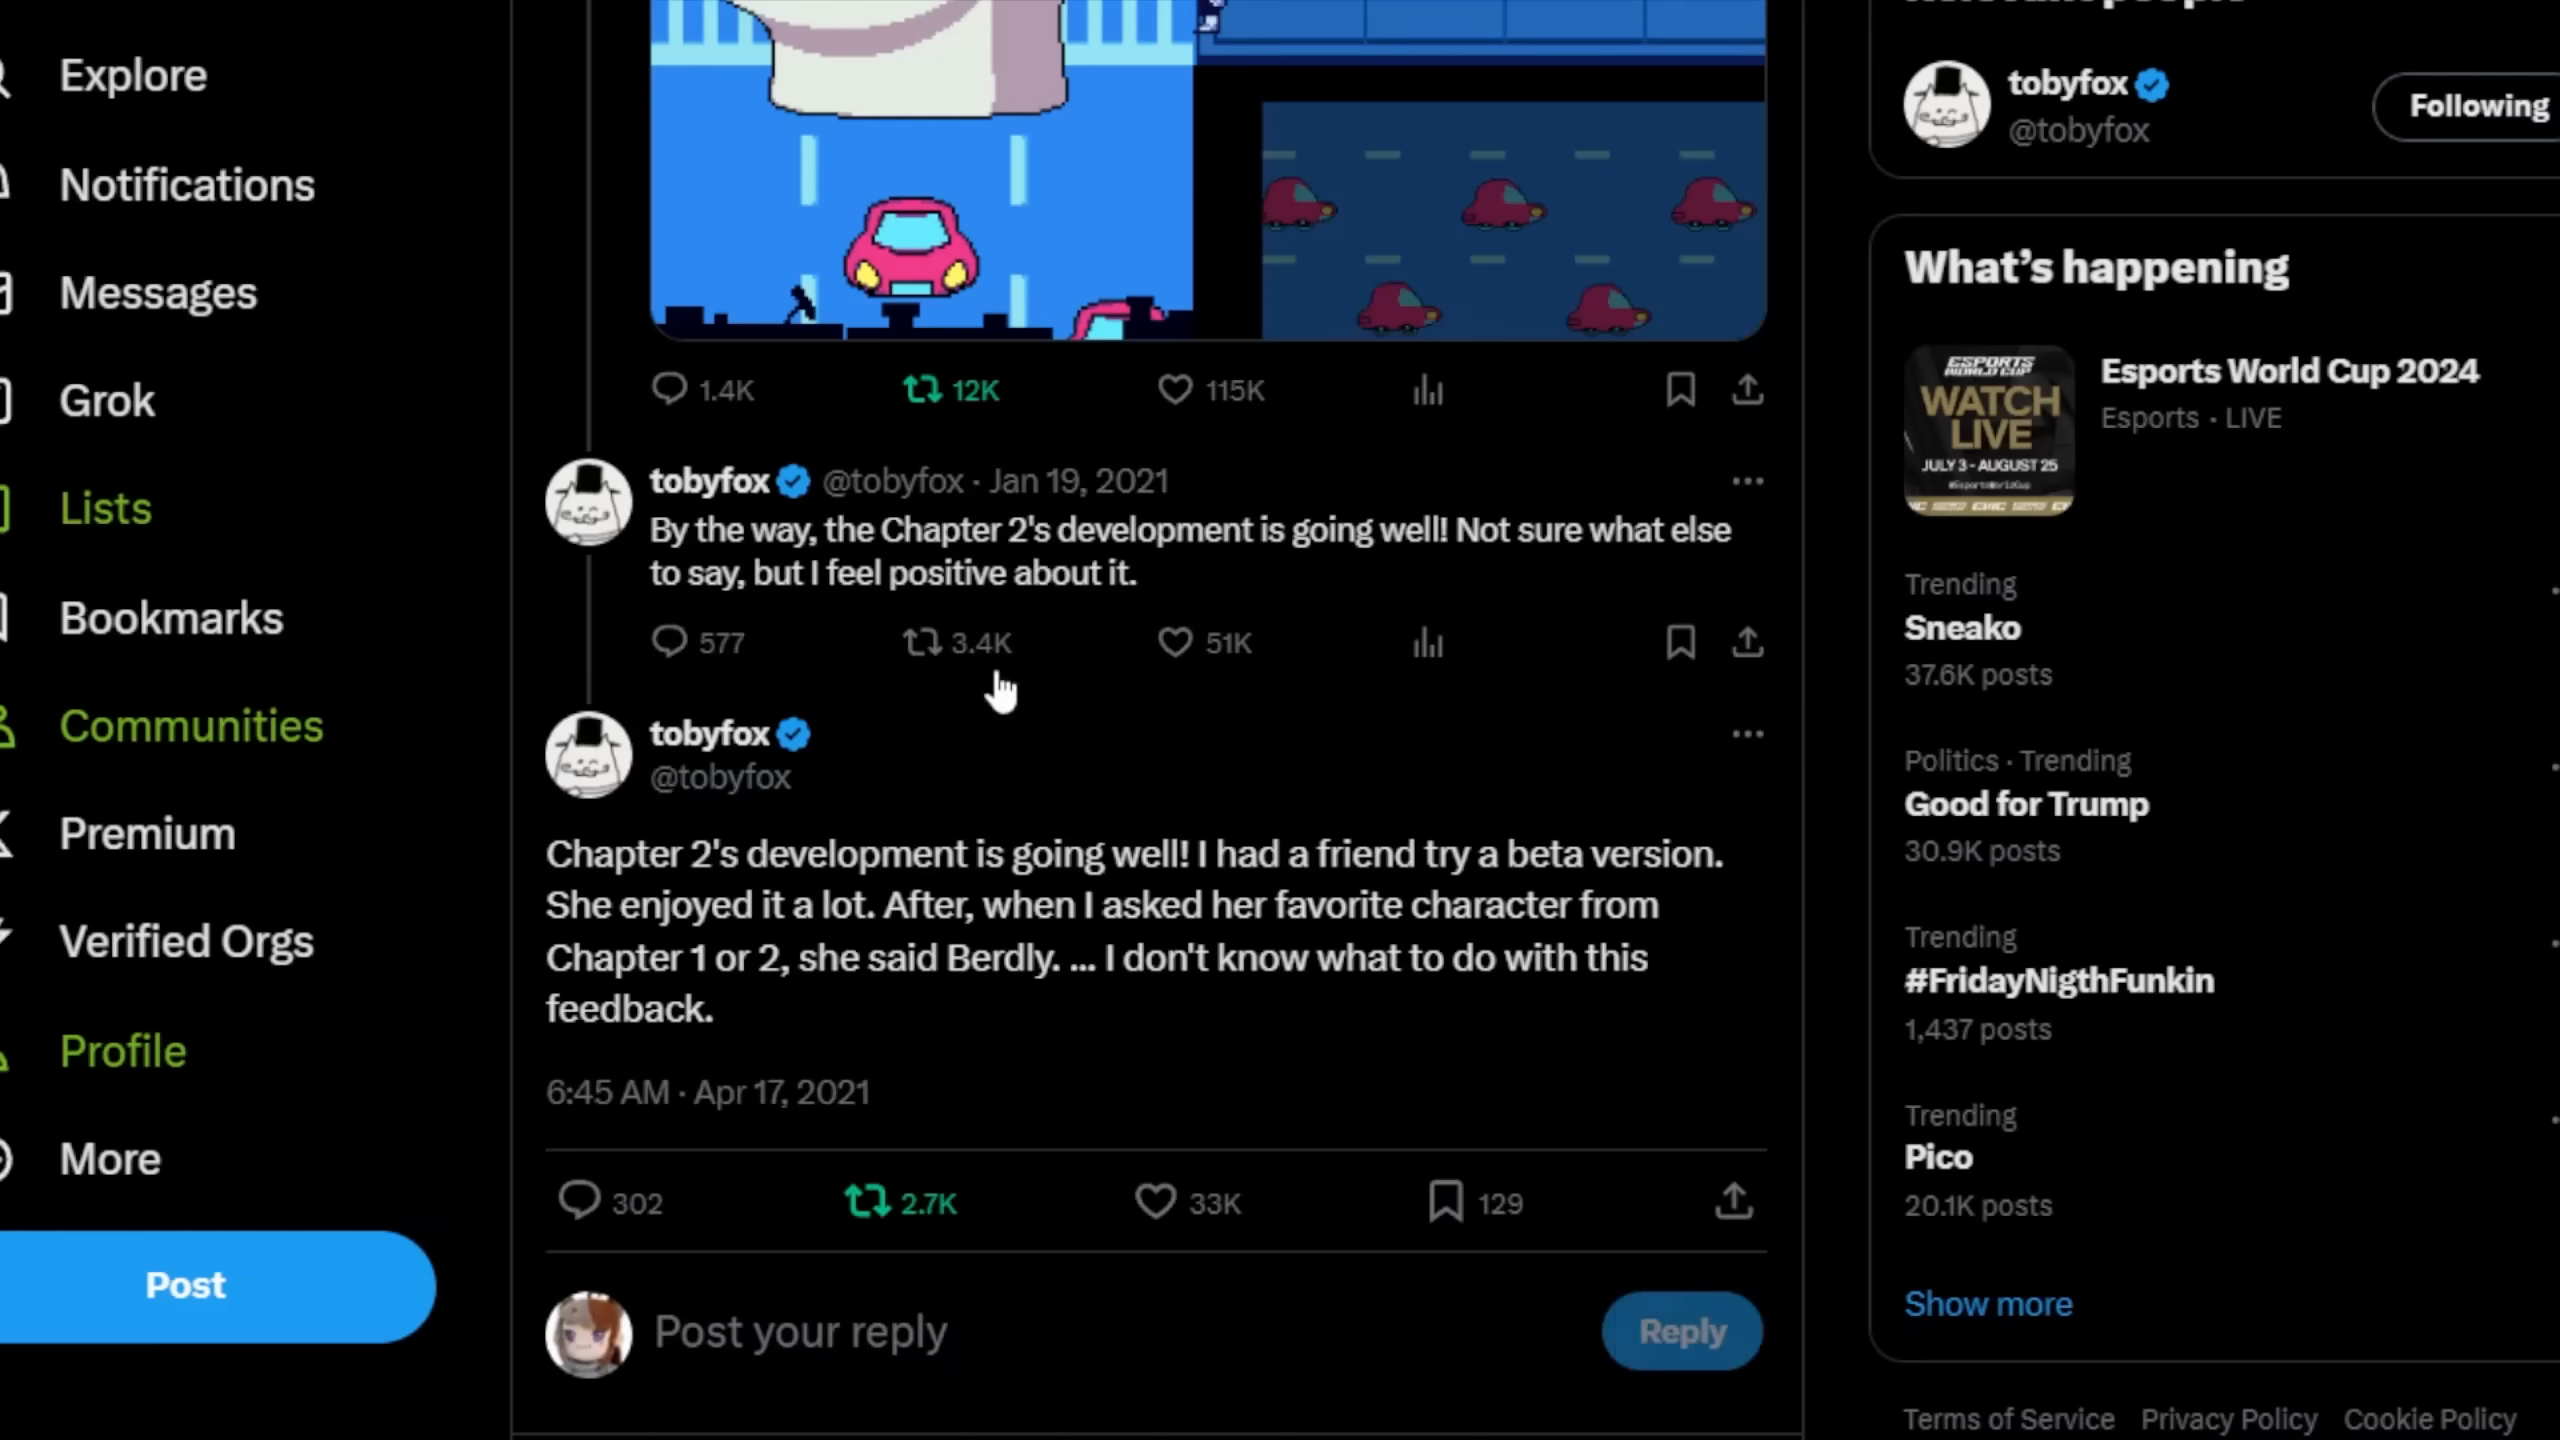 Explore
Notifications
Messages
Grok
Lists
Bookmarks
Communities
Premium
Verified Orgs
Profile
More
Post
1.4K 12K 115K
tobyfox @tobyfox · Jan 19, 2021
By the way, the Chapter 2's development is going well! Not sure what else
to say, but I feel positive about it.
577 3.4K 51K
tobyfox
@tobyfox
Chapter 2's development is going well! I had a friend try a beta version.
She enjoyed it a lot. After, when I asked her favorite character from
Chapter 1 or 2, she said Berdly. ... I don't know what to do with this
feedback.
6:45 AM · Apr 17, 2021
302 2.7K 33K 129
Post your reply
Reply
tobyfox
@tobyfox
Following
What's happening
ESPORTS
WORLD CUP
WATCH
LIVE
JULY 3 - AUGUST 25
Esports World Cup 2024
Esports · LIVE
Trending
Sneako
37.6K posts
Politics · Trending
Good for Trump
30.9K posts
Trending
#FridayNigthFunkin
1,437 posts
Trending
Pico
20.1K posts
Show more
Terms of Service Privacy Policy Cookie Policy